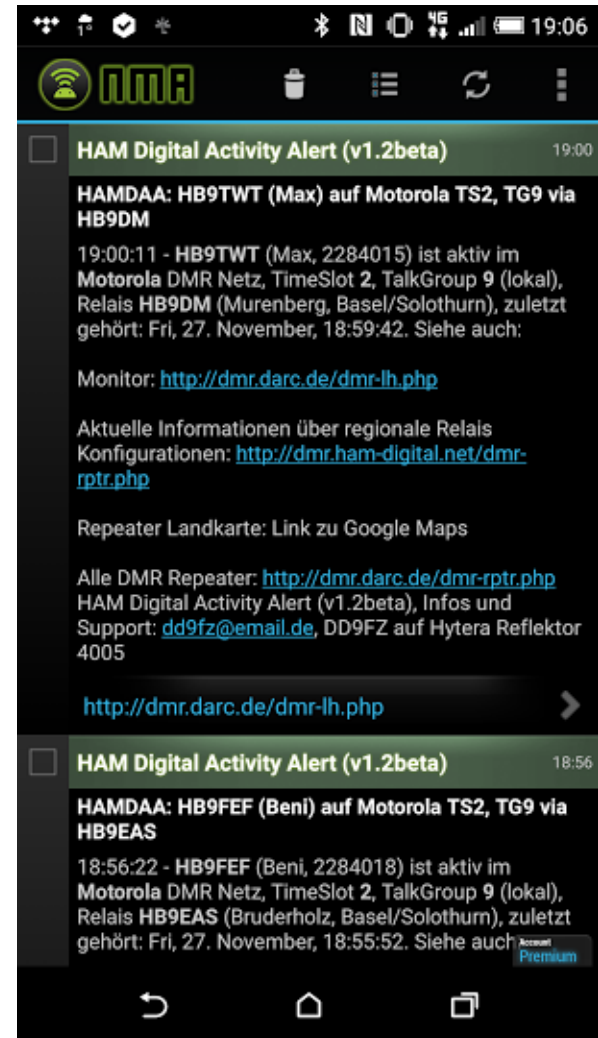 4G 19:06
NMA
HAM Digital Activity Alert (v1.2beta) 19:00
HAMDAA: HB9TWT (Max) auf Motorola TS2, TG9 via
HB9DM
19:00:11 - HB9TWT (Max, 2284015) ist aktiv im
Motorola DMR Netz, TimeSlot 2, TalkGroup 9 (lokal),
Relais HB9DM (Murenberg, Basel/Solothurn), zuletzt
gehört: Fri, 27. November, 18:59:42. Siehe auch:
Monitor: http://dmr.darc.de/dmr-lh.php
Aktuelle Informationen über regionale Relais
Konfigurationen: http://dmr.ham-digital.net/dmr-
rptr.php
Repeater Landkarte: Link zu Google Maps
Alle DMR Repeater: http://dmr.darc.de/dmr-rptr.php
HAM Digital Activity Alert (v1.2beta), Infos und
Support: dd9fz@email.de, DD9FZ auf Hytera Reflektor
4005
http://dmr.darc.de/dmr-lh.php
HAM Digital Activity Alert (v1.2beta) 18:56
HAMDAA: HB9FEF (Beni) auf Motorola TS2, TG9 via
HB9EAS
18:56:22 - HB9FEF (Beni, 2284018) ist aktiv im
Motorola DMR Netz, TimeSlot 2, TalkGroup 9 (lokal),
Relais HB9EAS (Bruderholz, Basel/Solothurn), zuletzt
gehört: Fri, 27. November, 18:55:52. Siehe auch
Account
Premium